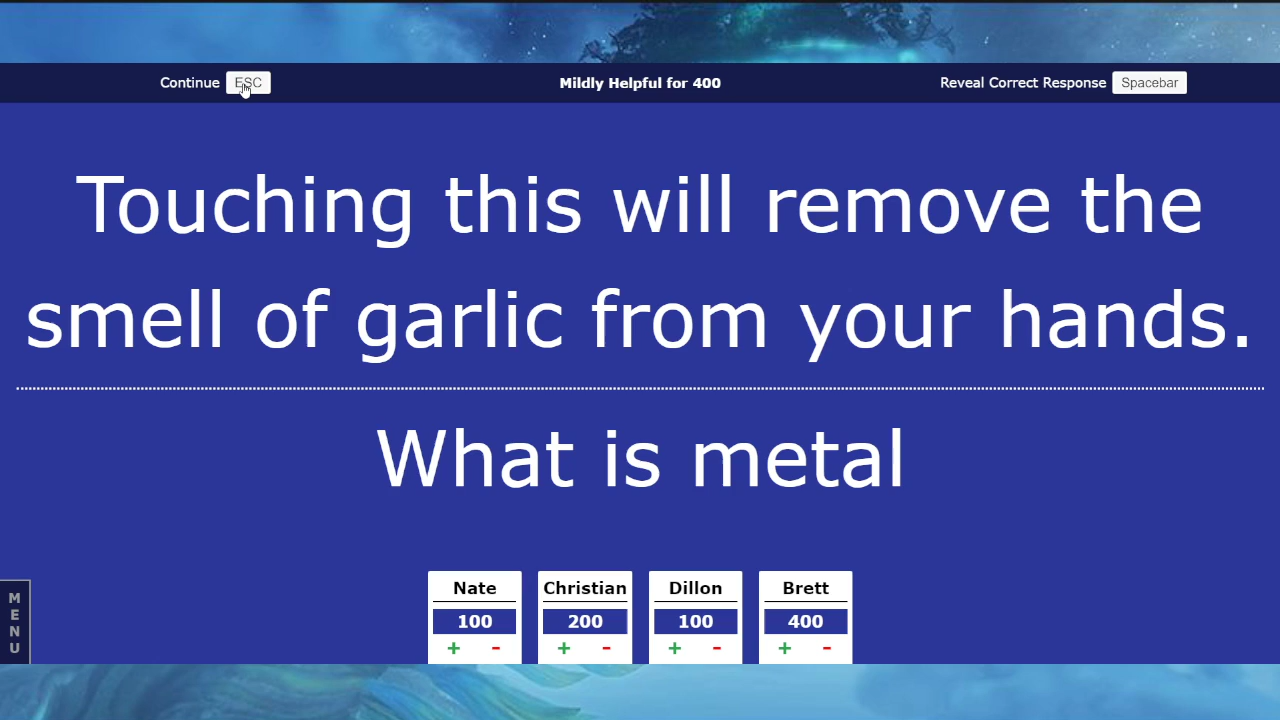 Continue ESC Mildly Helpful for 400 Reveal Correct Response Spacebar
Touching this will remove the
smell of garlic from your hands.
What is metal
Nate Christian Dillon Brett
100 200 100 400
+ - + - + - + -
MENU